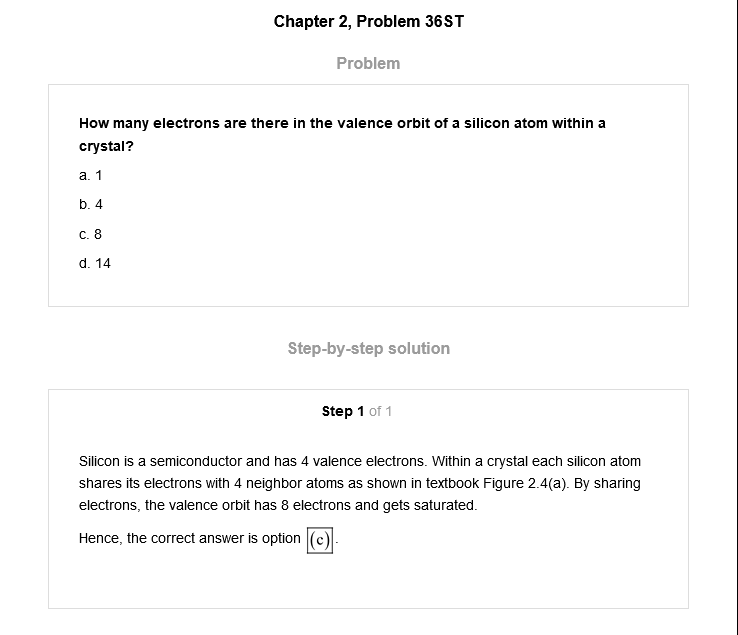 Chapter 2, Problem 36ST
Problem
How many electrons are there in the valence orbit of a silicon atom within a
crystal?
a. 1
b. 4
c. 8
d. 14
Step-by-step solution
Step 1 of 1
Silicon is a semiconductor and has 4 valence electrons. Within a crystal each silicon atom
shares its electrons with 4 neighbor atoms as shown in textbook Figure 2.4(a). By sharing
electrons, the valence orbit has 8 electrons and gets saturated.
Hence, the correct answer is option (c).